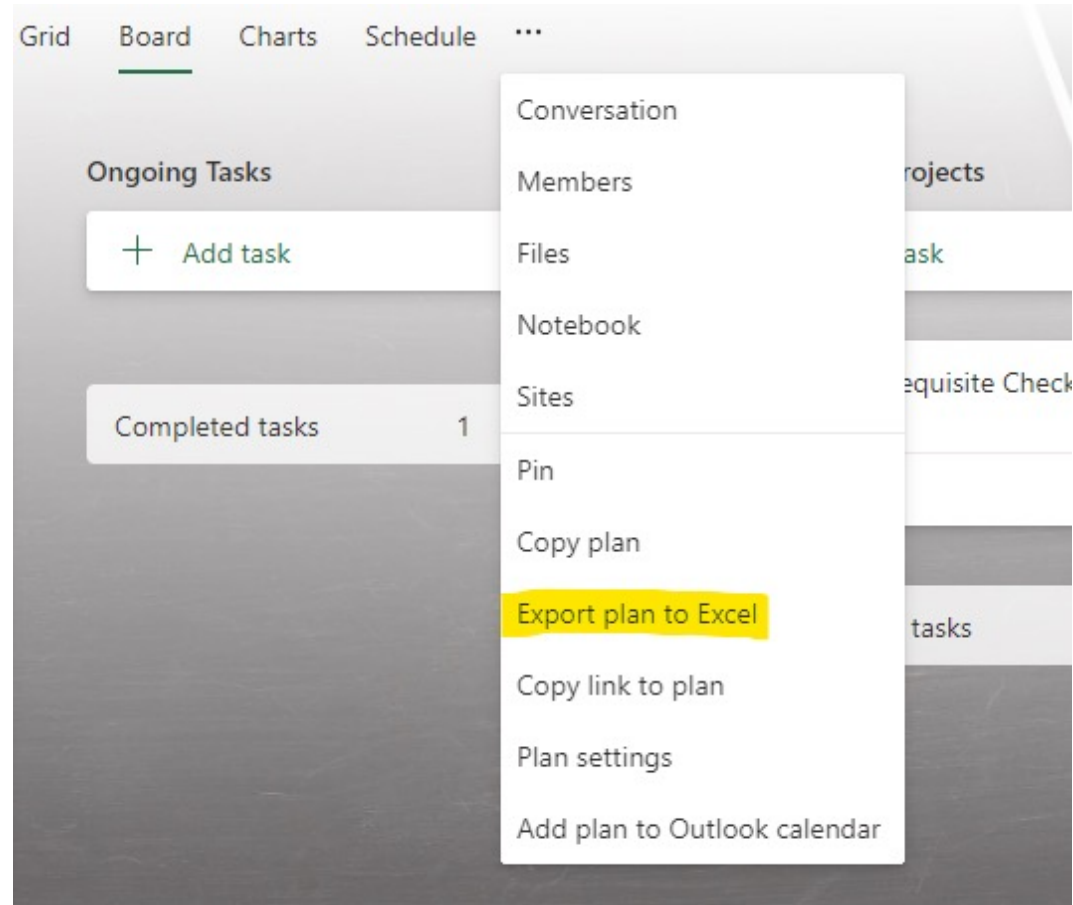 Grid Board Charts Schedule ...
Conversation
Ongoing Tasks
Members
rojects
+ Add task
Files
ask
Notebook
equisite Check
Sites
Completed tasks 1
Pin
Copy plan
Export plan to Excel
tasks
Copy link to plan
Plan settings
Add plan to Outlook calendar